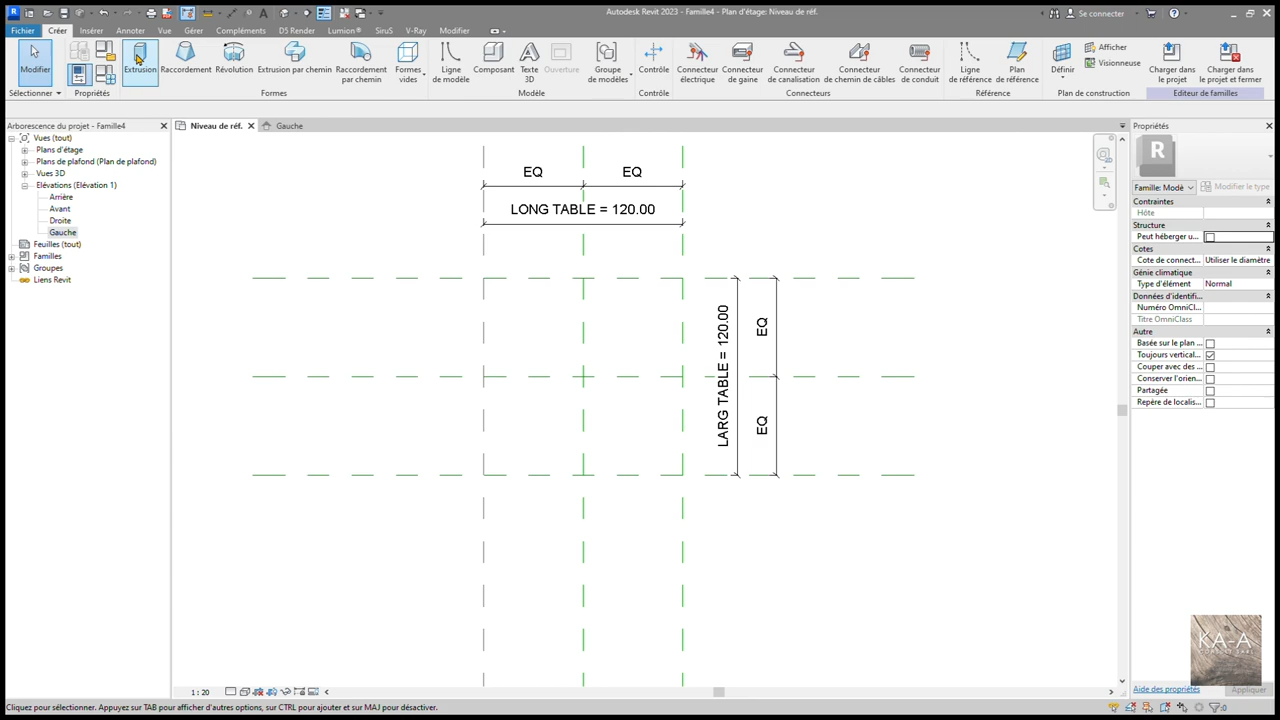 Autodesk Revit 2023 - Famille4 - Plan d'étage: Niveau de réf.
Se connecter
Fichier Créer Insérer Annoter Vue Gérer Compléments D5 Render Lumion® SiriuS V-Ray Modifier
Modifier
Extrusion
Raccordement
Révolution
Extrusion par chemin
Raccordement
par chemin
Formes
vides
Ligne
de modèle
Composant
Texte
3D
Ouverture
Groupe
de modèles
Contrôle
Connecteur
électrique
Connecteur
de gaine
Connecteur
de canalisation
Connecteur
de chemin de câbles
Connecteur
de conduit
Ligne
de référence
Plan
de référence
Définir
Afficher
Visionneuse
Charger dans
le projet
Charger dans
le projet et fermer
Sélectionner
Propriétés
Formes
Modèle
Contrôle
Connecteurs
Référence
Plan de construction
Editeur de familles
Arborescence du projet - Famille4
Vues (tout)
Plans d'étage
Plans de plafond (Plan de plafond)
Vues 3D
Elévations (Elévation 1)
Arrière
Avant
Droite
Gauche
Feuilles (tout)
Familles
Groupes
Liens Revit
Niveau de réf.
Gauche
EQ EQ
LONG TABLE = 120.00
LARG TABLE = 120.00
EQ
EQ
Propriétés
R
Famille: Modè
Modifier le type
Contraintes
Hôte
Structure
Peut héberger u...
Cotes
Cote de connect... Utiliser le diamètre
Génie climatique
Type d'élément Normal
Données d'identifi...
Numéro OmniCl...
Titre OmniClass
Autre
Basée sur le plan ...
Toujours vertical...
Couper avec des ...
Conserver l'orien...
Partagée
Repère de localis...
KA-A
Aide des propriétés
Appliquer
1 : 20
Cliquez pour sélectionner. Appuyez sur TAB pour afficher d'autres options, sur CTRL pour ajouter et sur MAJ pour désactiver.
:0